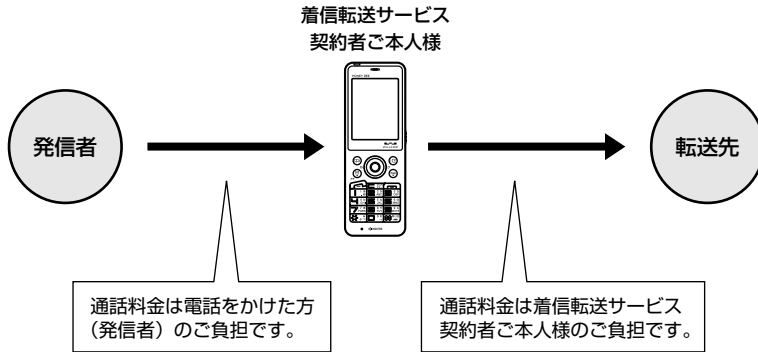 着信転送サービス
契約者ご本人様
発信者
転送先
通話料金は電話をかけた方
（発信者）のご負担です。
通話料金は着信転送サービス
契約者ご本人様のご負担です。